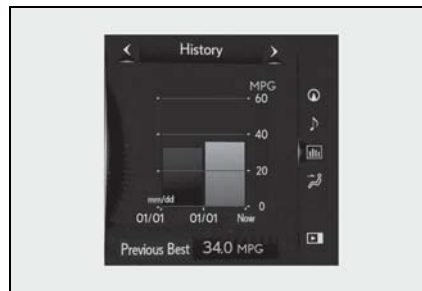 History
MPG
60
40
20
0
mm/dd
01/01 01/01 Now
Previous Best 34.0 MPG